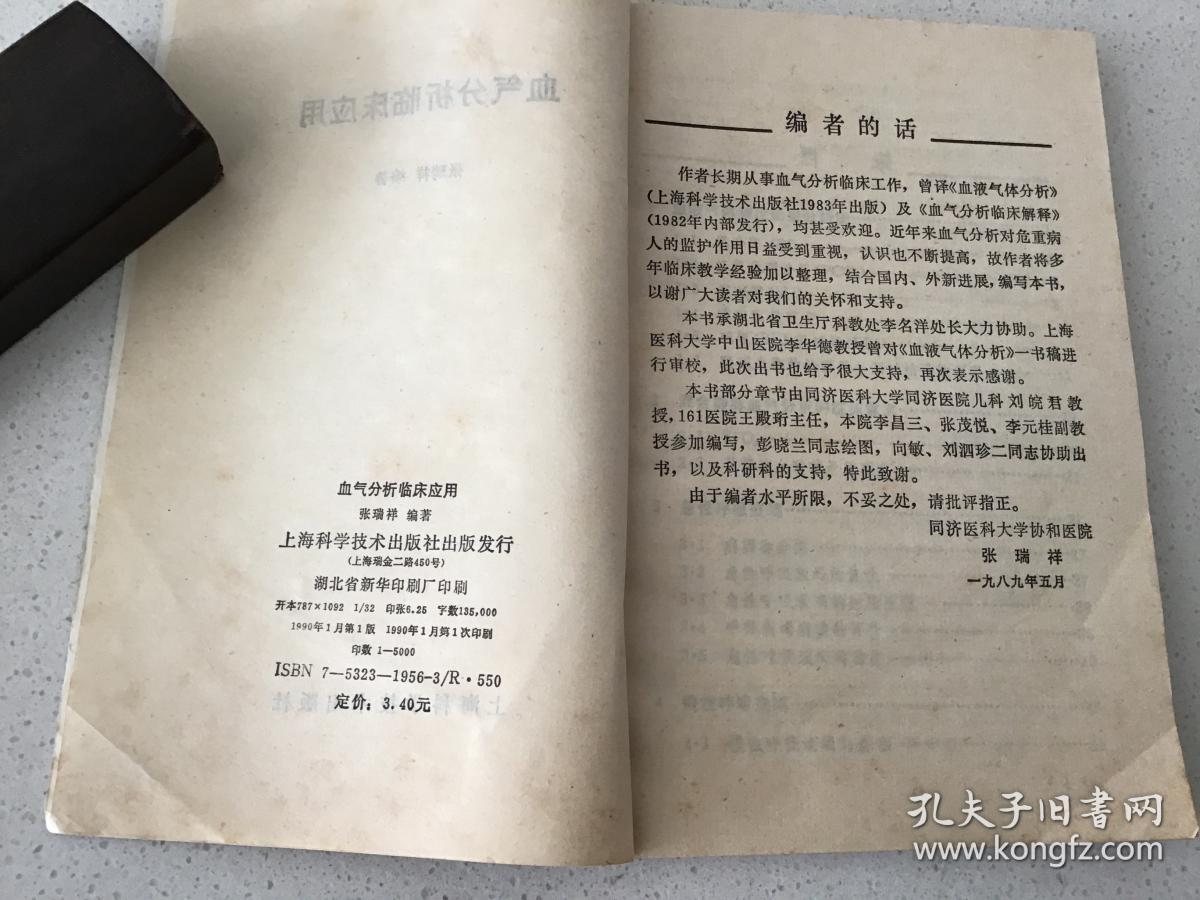 血气分析临床应用
张瑞祥 编著
血气分析临床应用
张瑞祥 编著
上海科学技术出版社出版发行
(上海瑞金二路450号)
湖北省新华印刷厂印刷
开本787×1092 1/32 印张6.25 字数135,000
1990年1月第1版 1990年1月第1次印刷
印数 1—5000
ISBN 7—5323—1956—3/R·550
定价：3.40元
上海科学技术出版社
编者的话
作者长期从事血气分析临床工作，曾译《血液气体分析》
(上海科学技术出版社1983年出版）及《血气分析临床解释》
(1982年内部发行)，均甚受欢迎。近年来血气分析对危重病
人的监护作用日益受到重视，认识也不断提高，故作者将多
年临床教学经验加以整理，结合国内、外新进展，编写本书，
以谢广大读者对我们的关怀和支持。
本书承湖北省卫生厅科教处李名洋处长大力协助。上海
医科大学中山医院李华德教授曾对《血液气体分析》一书稿进
行审校，此次出书也给予很大支持，再次表示感谢。
本书部分章节由同济医科大学同济医院儿科刘皖君教
授，161医院王殿珩主任，本院李昌三、张茂悦、李元桂副教
授参加编写，彭晓兰同志绘图，向敏、刘泗珍二同志协助出
书，以及科研科的支持，特此致谢。
由于编者水平所限，不妥之处，请批评指正。
同济医科大学协和医院
张瑞祥
一九八九年五月
孔夫子旧书网
www.kongfz.com